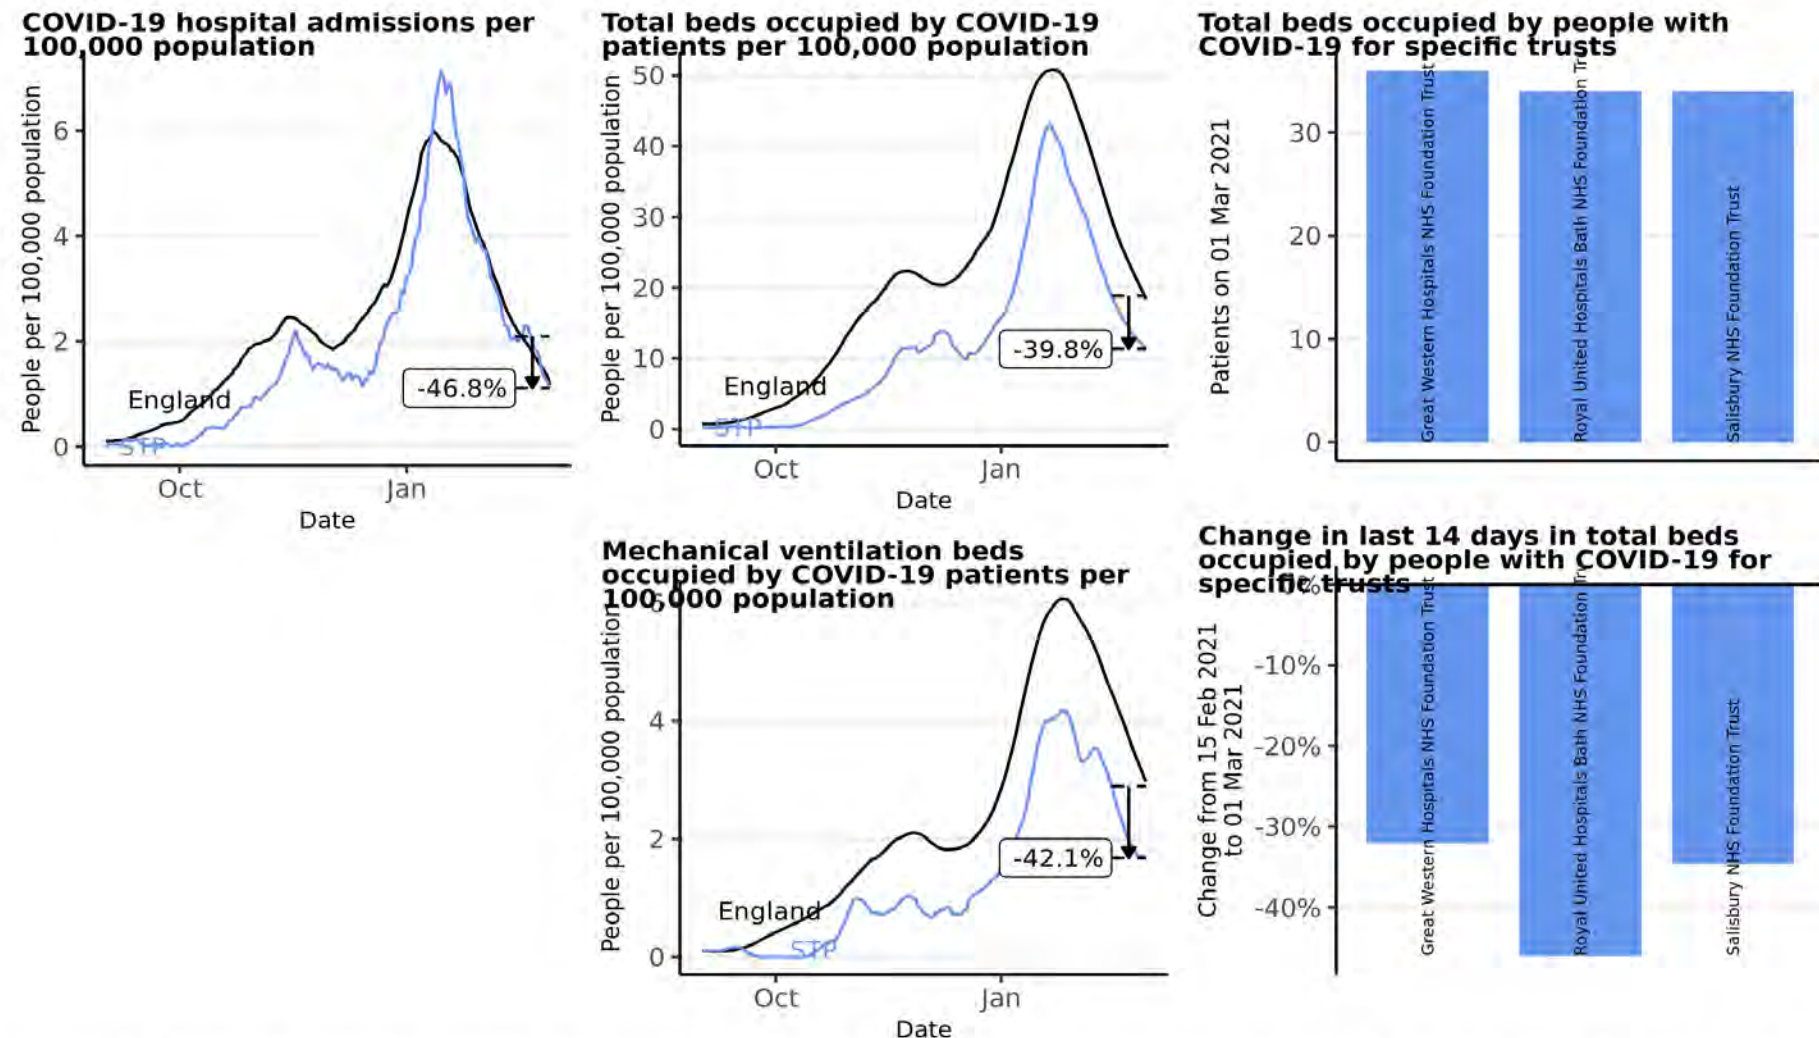 COVID-19 hospital admissions per
100,000 population
People per 100,000 population
6
4
2
0
England
STP
-46.8%
Oct
Jan
Date
Total beds occupied by COVID-19
patients per 100,000 population
People per 100,000 population
50
40
30
20
10
0
England
STP
-39.8%
Oct
Jan
Date
Total beds occupied by people with
COVID-19 for specific trusts
Patients on 01 Mar 2021
30
20
10
0
Great Western Hospitals NHS Foundation Trust
Royal United Hospitals Bath NHS Foundation Tr
Salisbury NHS Foundation Trust
Mechanical ventilation beds
occupied by COVID-19 patients per
100,000 population
People per 100,000 population
6
4
2
0
England
STP
-42.1%
Oct
Jan
Date
Change in last 14 days in total beds
occupied by people with COVID-19 for
specific trusts
Change from 15 Feb 2021
to 01 Mar 2021
0%
-10%
-20%
-30%
-40%
Great Western Hospitals NHS Foundation Trust
Royal United Hospitals Bath NHS Foundation Tr
Salisbury NHS Foundation Trust